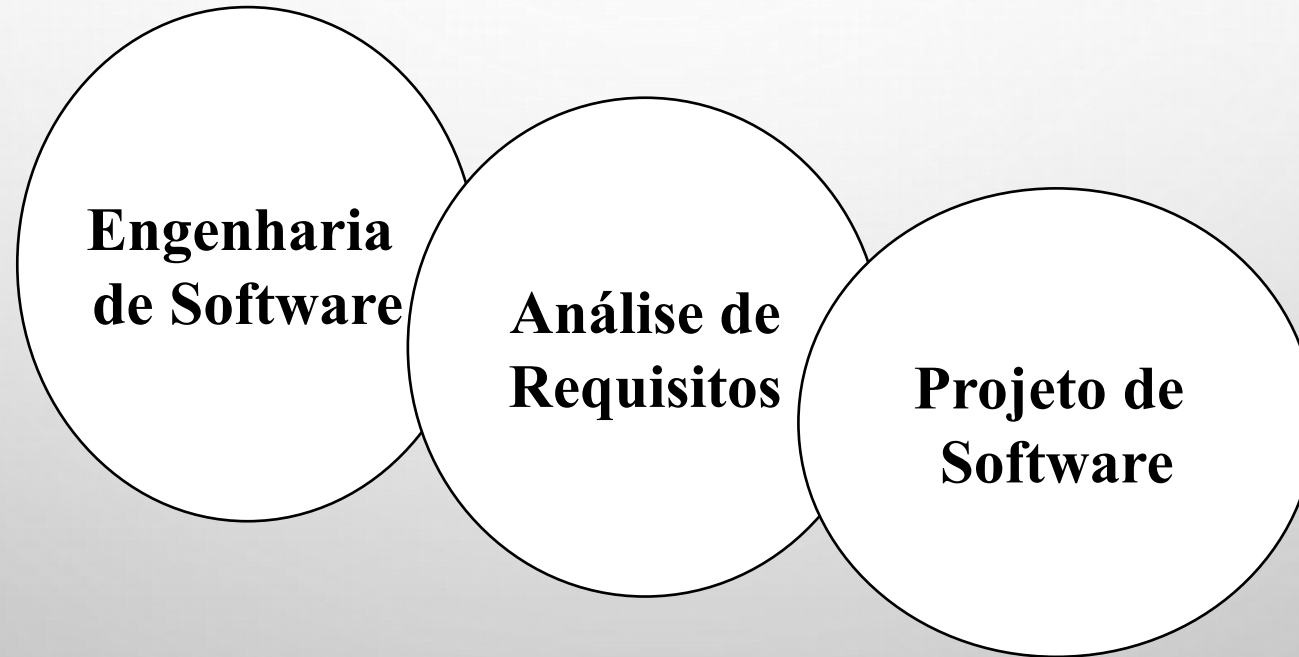 Engenharia
de Software
Análise de
Requisitos
Projeto de
Software